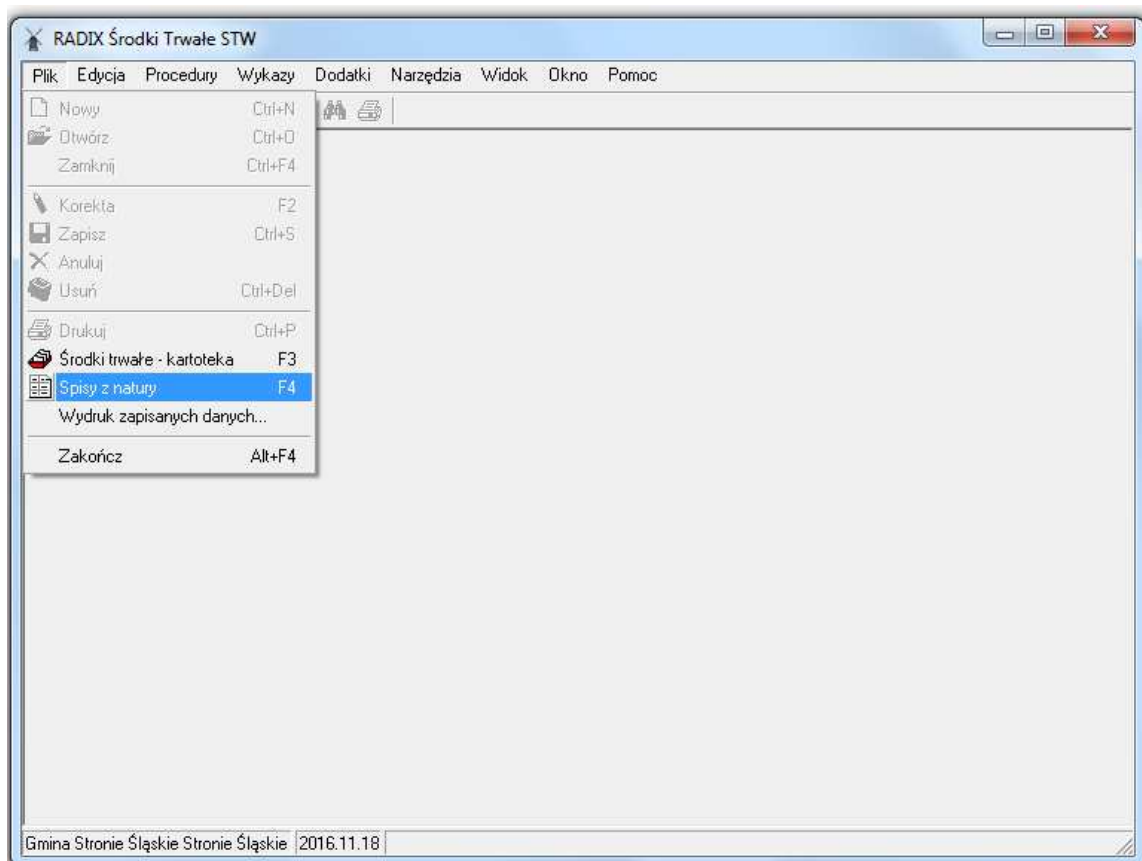 RADIX Środki Trwałe STW
Plik Edycja Procedury Wykazy Dodatki Narzędzia Widok Okno Pomoc
Nowy Ctrl+N
Otwórz Ctrl+O
Zamknij Ctrl+F4
Korekta F2
Zapisz Ctrl+S
Anuluj
Usuń Ctrl+Del
Drukuj Ctrl+P
Środki trwałe - kartoteka F3
Spisy z natury F4
Wydruk zapisanych danych...
Zakończ Alt+F4
Gmina Stronie Śląskie Stronie Śląskie 2016.11.18